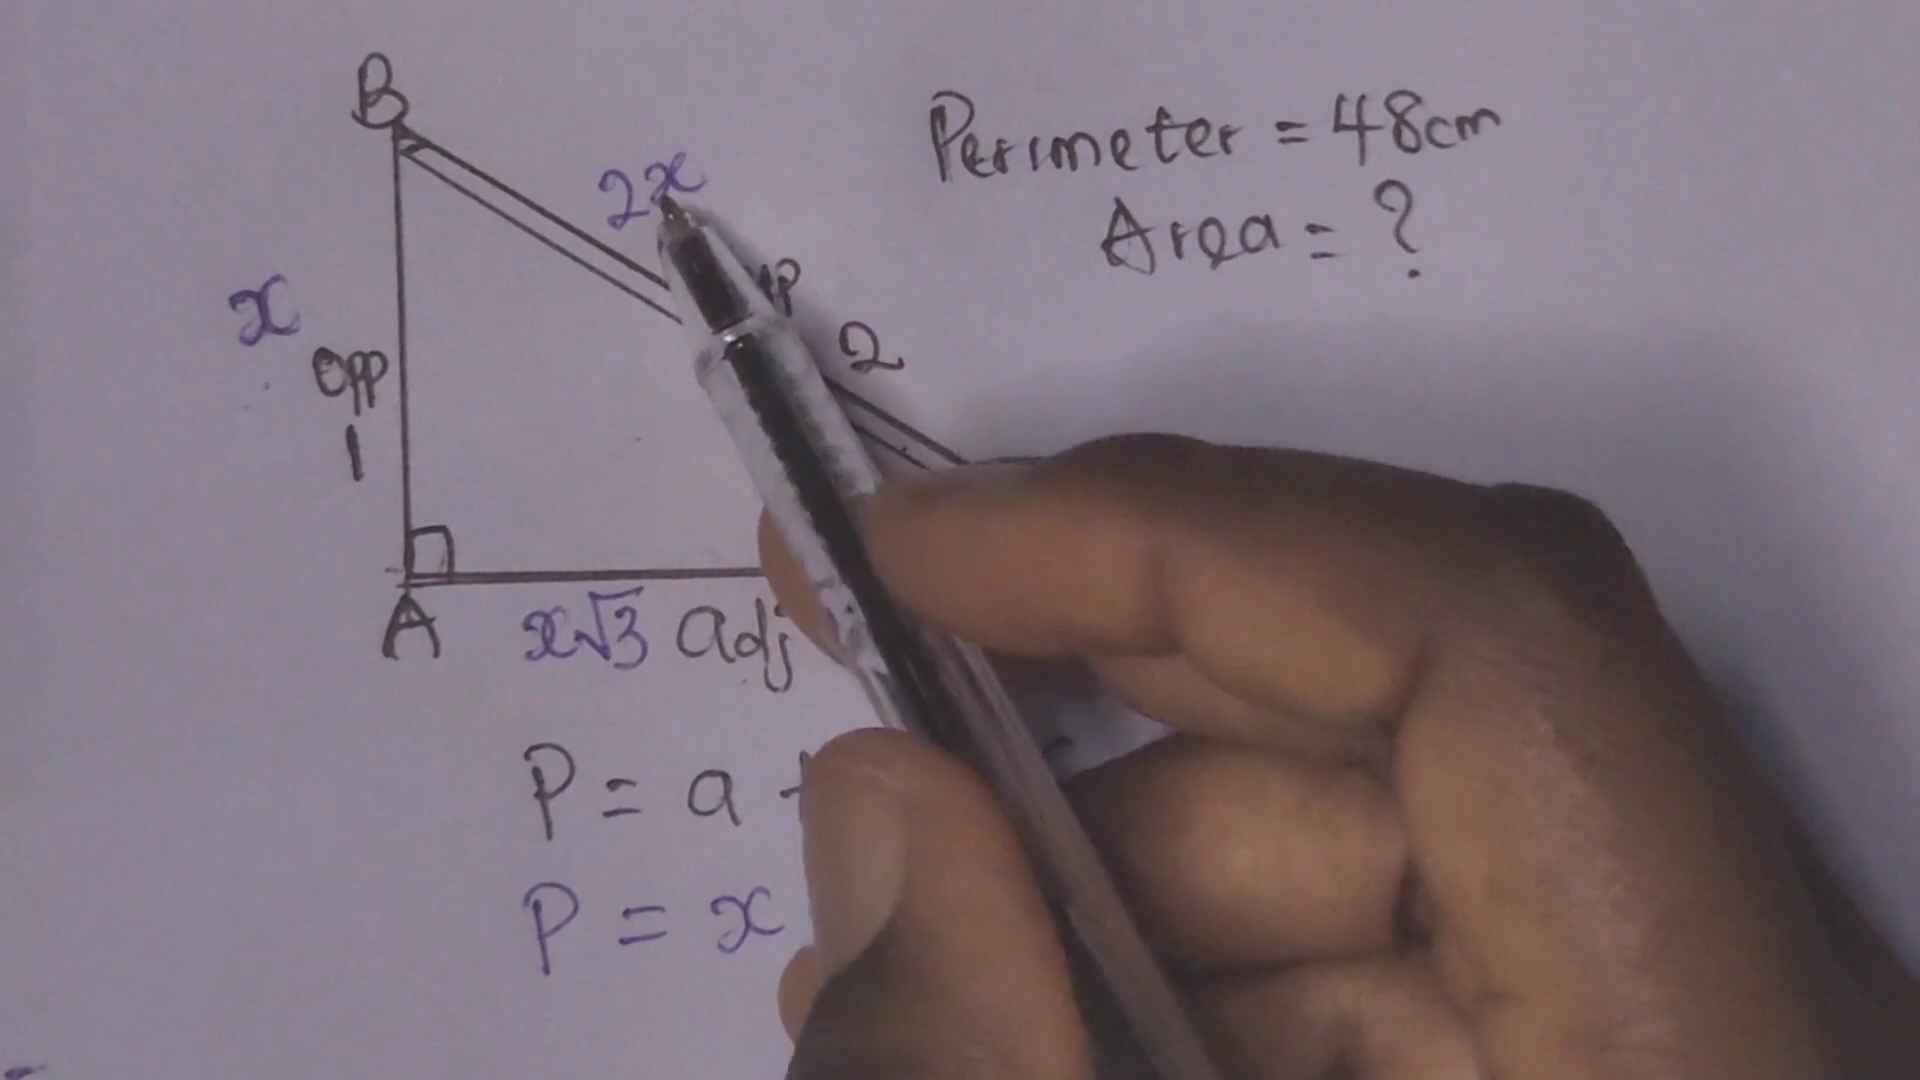 B
Perimeter = 48cm
2x
Area = ?
x
2
Opp
1
A
x√3 adj
P = a +
P = x